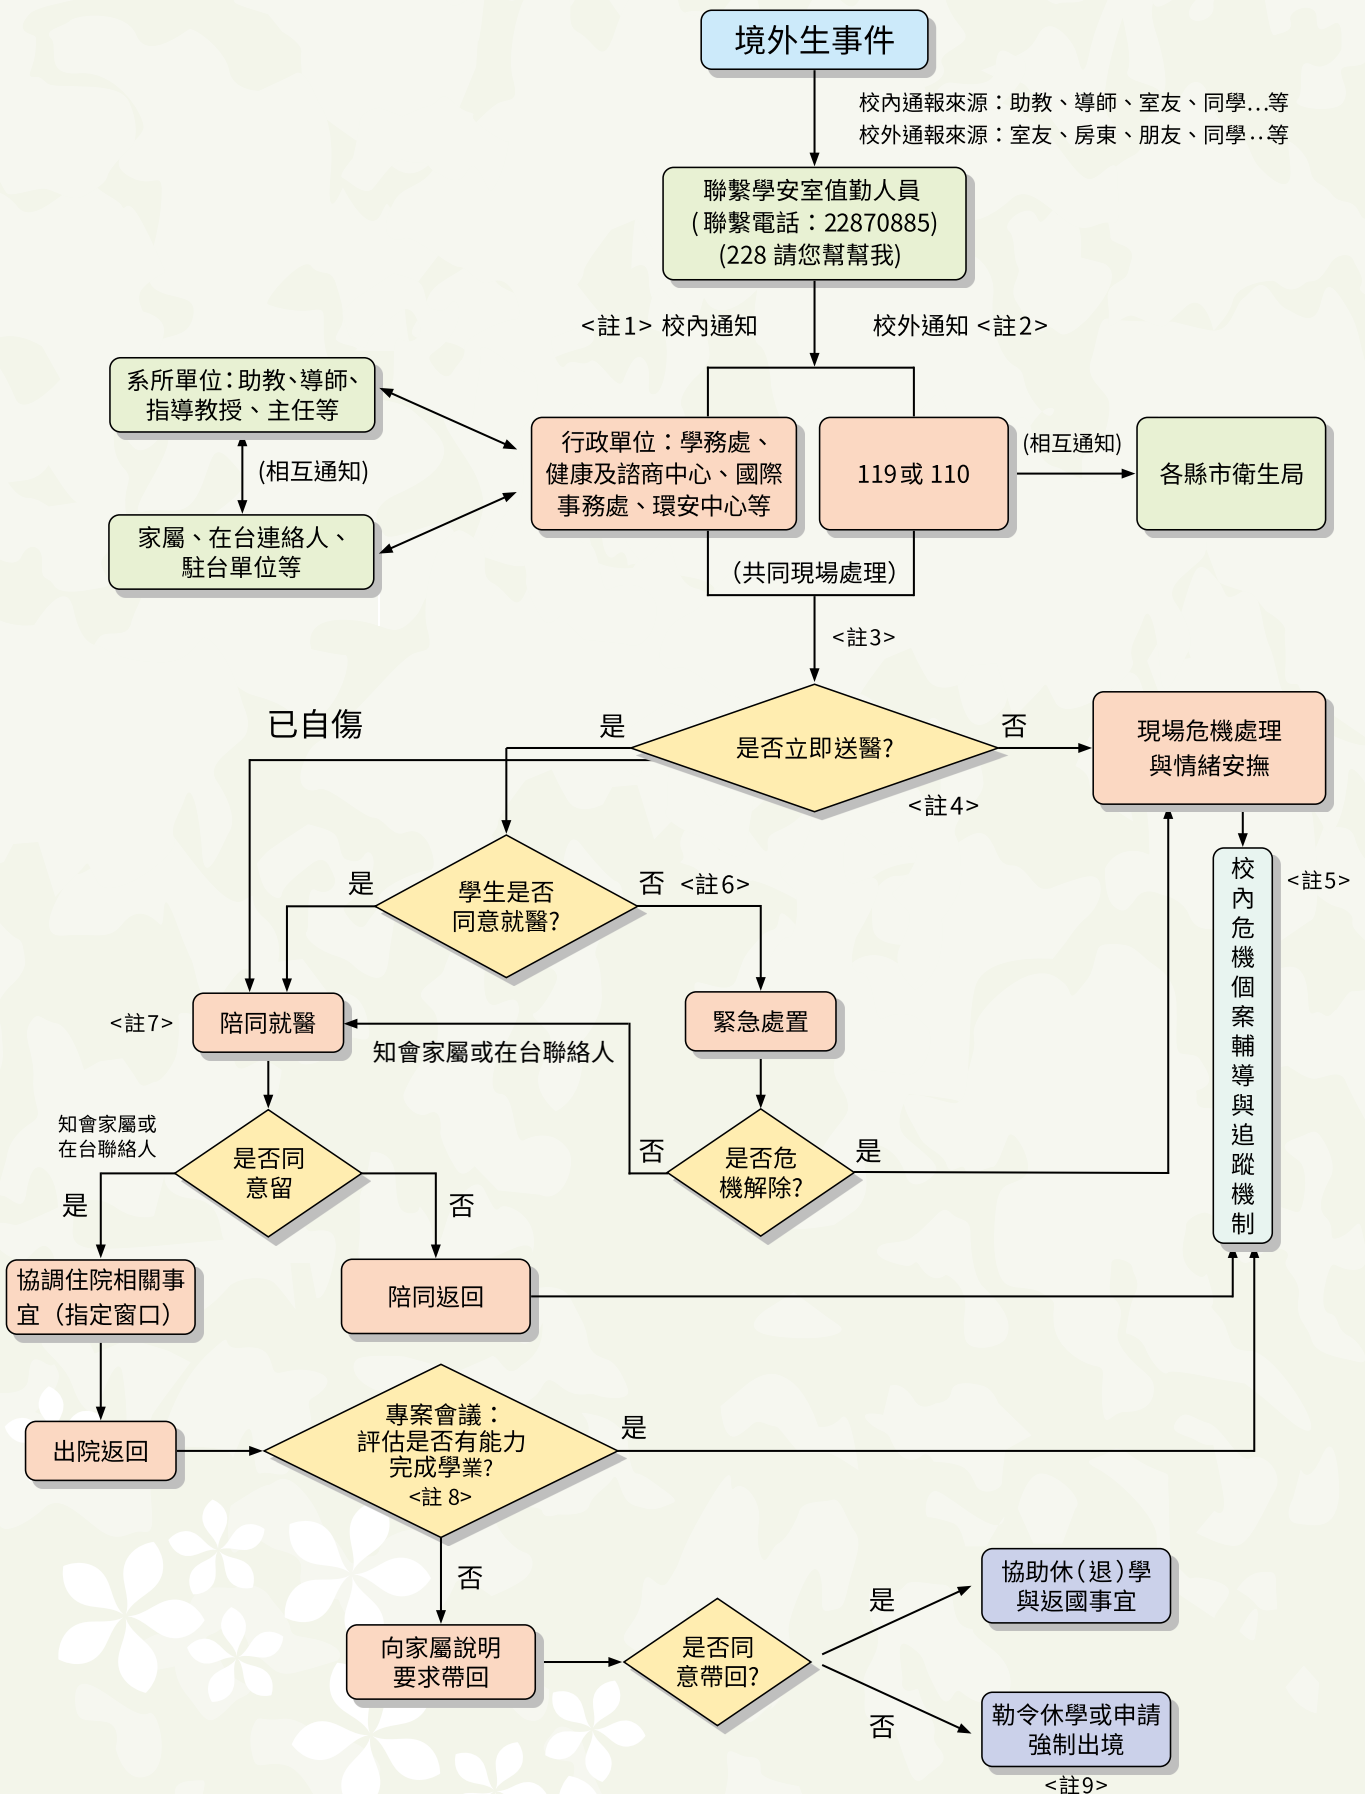 境外生事件
校內通報來源：助教、導師、室友、同學…等
校外通報來源：室友、房東、朋友、同學…等
聯繫學安室值勤人員
(聯繫電話：22870885)
(228 請您幫幫我)
<註1> 校內通知
校外通知 <註2>
系所單位：助教、導師、
指導教授、主任等
(相互通知)
家屬、在台連絡人、
駐台單位等
行政單位：學務處、
健康及諮商中心、國際
事務處、環安中心等
119或 110
(相互通知)
各縣市衛生局
（共同現場處理）
<註3>
已自傷
是
是否立即送醫?
否
<註4>
現場危機處理
與情緒安撫
是
學生是否
同意就醫?
否
<註6>
校
內
危
機
個
案
輔
導
與
追
蹤
機
制
<註5>
<註7>
陪同就醫
緊急處置
知會家屬或在台聯絡人
知會家屬或
在台聯絡人
是否同
意留
是
否
否
是否危
機解除?
是
協調住院相關事
宜（指定窗口）
陪同返回
出院返回
專案會議：
評估是否有能力
完成學業?
<註 8>
是
否
向家屬說明
要求帶回
是否同
意帶回?
是
否
協助休(退)學
與返國事宜
勒令休學或申請
強制出境
<註9>